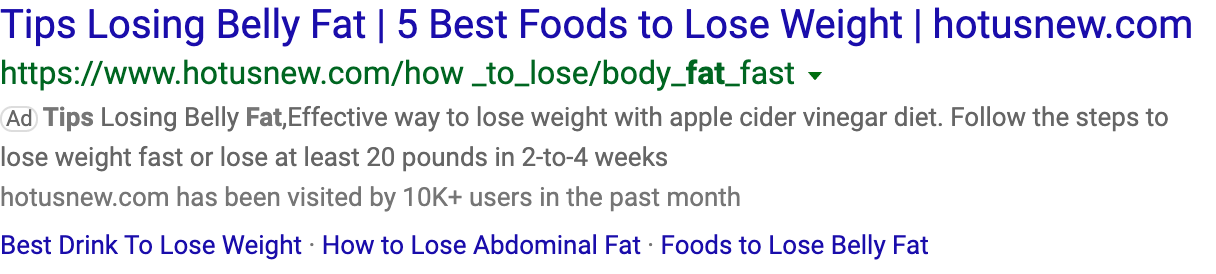 Tips Losing Belly Fat | 5 Best Foods to Lose Weight | hotusnew.com
https://www.hotusnew.com/how _to_lose/body_fat_fast
Ad Tips Losing Belly Fat,Effective way to lose weight with apple cider vinegar diet. Follow the steps to
lose weight fast or lose at least 20 pounds in 2-to-4 weeks
hotusnew.com has been visited by 10K+ users in the past month
Best Drink To Lose Weight · How to Lose Abdominal Fat · Foods to Lose Belly Fat